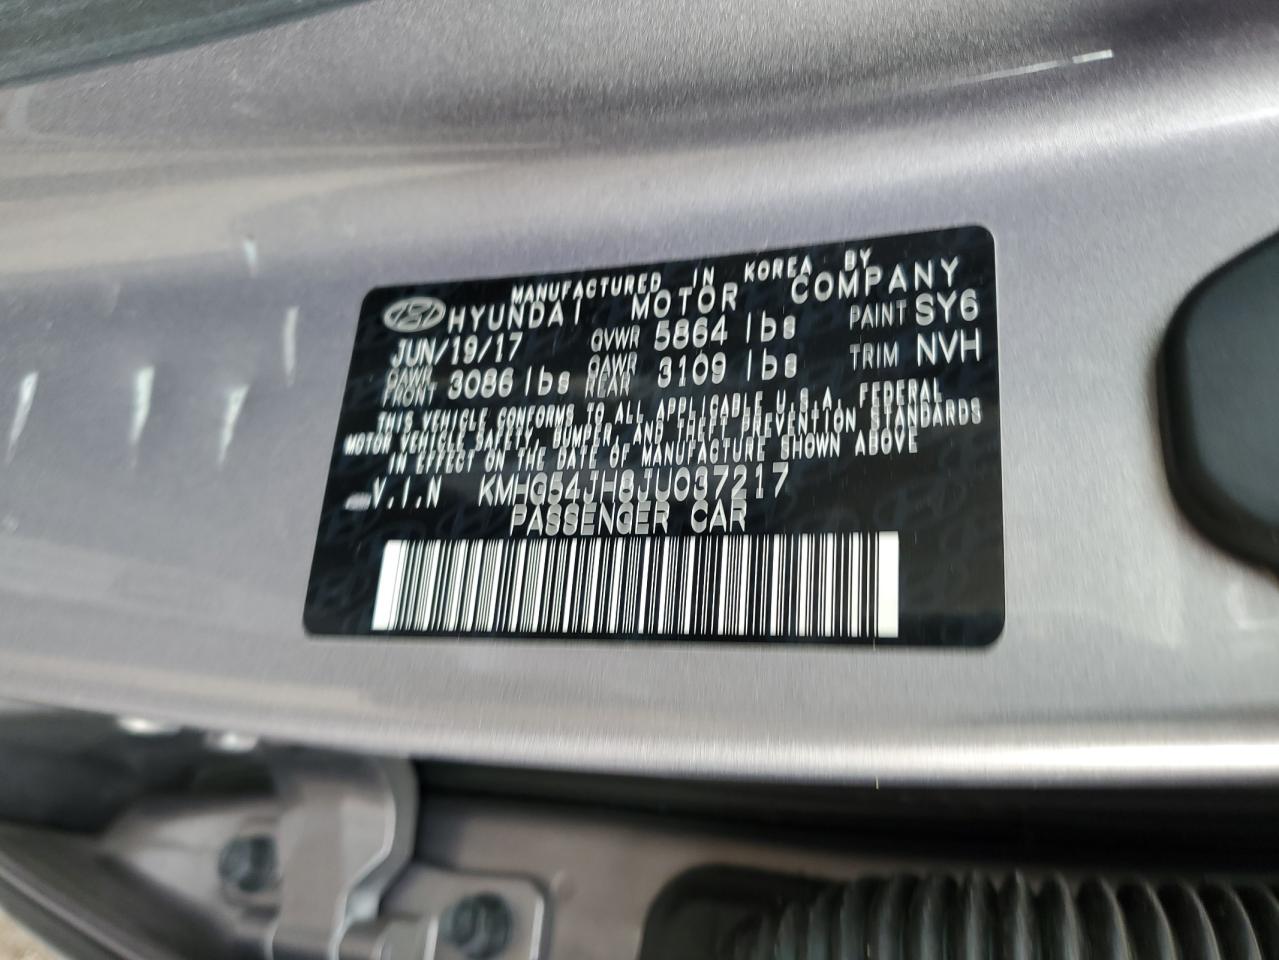 MANUFACTURED IN KOREA BY
HYUNDAI MOTOR COMPANY
JUN/19/17 GVWR 5864 lbs PAINT SY6
GAWR FRONT 3086 lbs GAWR REAR 3109 lbs TRIM NVH
THIS VEHICLE CONFORMS TO ALL APPLICABLE U.S.A. FEDERAL
MOTOR VEHICLE SAFETY, BUMPER, AND THEFT PREVENTION STANDARDS
IN EFFECT ON THE DATE OF MANUFACTURE SHOWN ABOVE
V.I.N KMHG54JH8JU037217
PASSENGER CAR